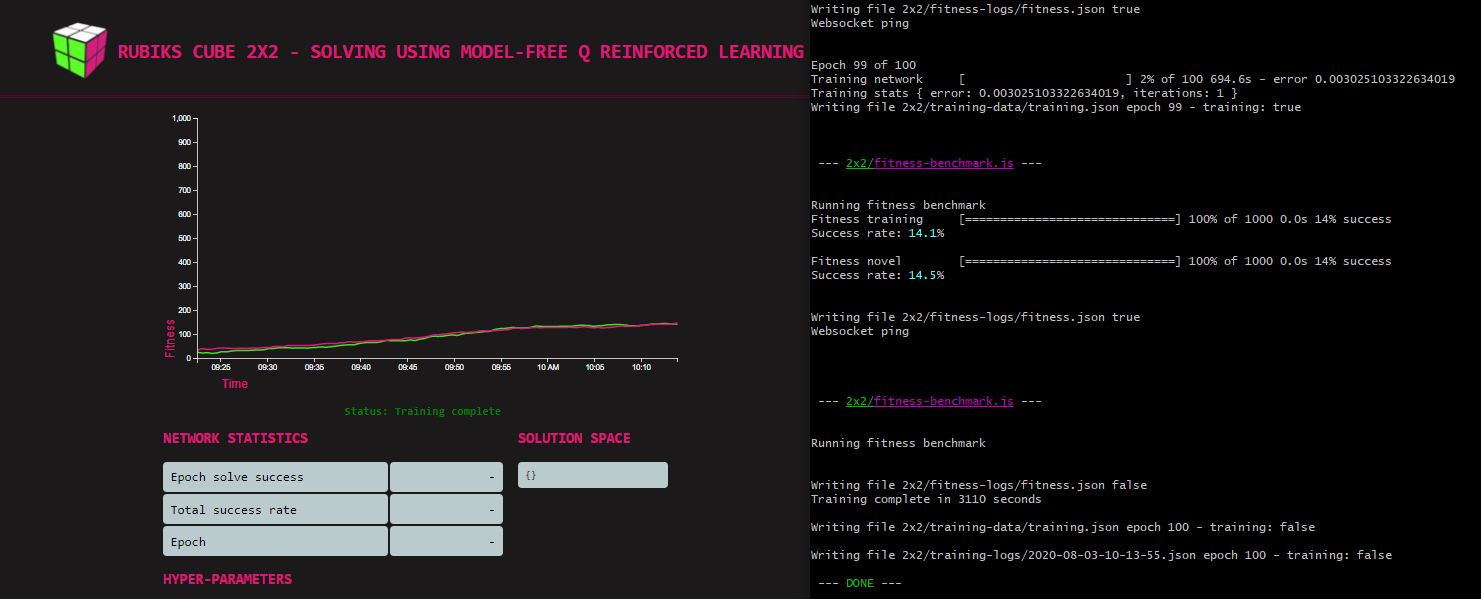 RUBIKS CUBE 2X2 - SOLVING USING MODEL-FREE Q REINFORCED LEARNING
1,000
900
800
700
600
500
400
300
200
100
0
Fitness
09:25 09:30 09:35 09:40 09:45 09:50 09:55 10 AM 10:05 10:10
Time
Status: Training complete
NETWORK STATISTICS
Epoch solve success -
Total success rate -
Epoch -
SOLUTION SPACE
{}
HYPER-PARAMETERS
Writing file 2x2/fitness-logs/fitness.json true
Websocket ping
Epoch 99 of 100
Training network [ ] 2% of 100 694.6s - error 0.003025103322634019
Training stats { error: 0.003025103322634019, iterations: 1 }
Writing file 2x2/training-data/training.json epoch 99 - training: true
--- 2x2/fitness-benchmark.js ---
Running fitness benchmark
Fitness training [==============================] 100% of 1000 0.0s 14% success
Success rate: 14.1%
Fitness novel [==============================] 100% of 1000 0.0s 14% success
Success rate: 14.5%
Writing file 2x2/fitness-logs/fitness.json true
Websocket ping
--- 2x2/fitness-benchmark.js ---
Running fitness benchmark
Writing file 2x2/fitness-logs/fitness.json false
Training complete in 3110 seconds
Writing file 2x2/training-data/training.json epoch 100 - training: false
Writing file 2x2/training-logs/2020-08-03-10-13-55.json epoch 100 - training: false
--- DONE ---